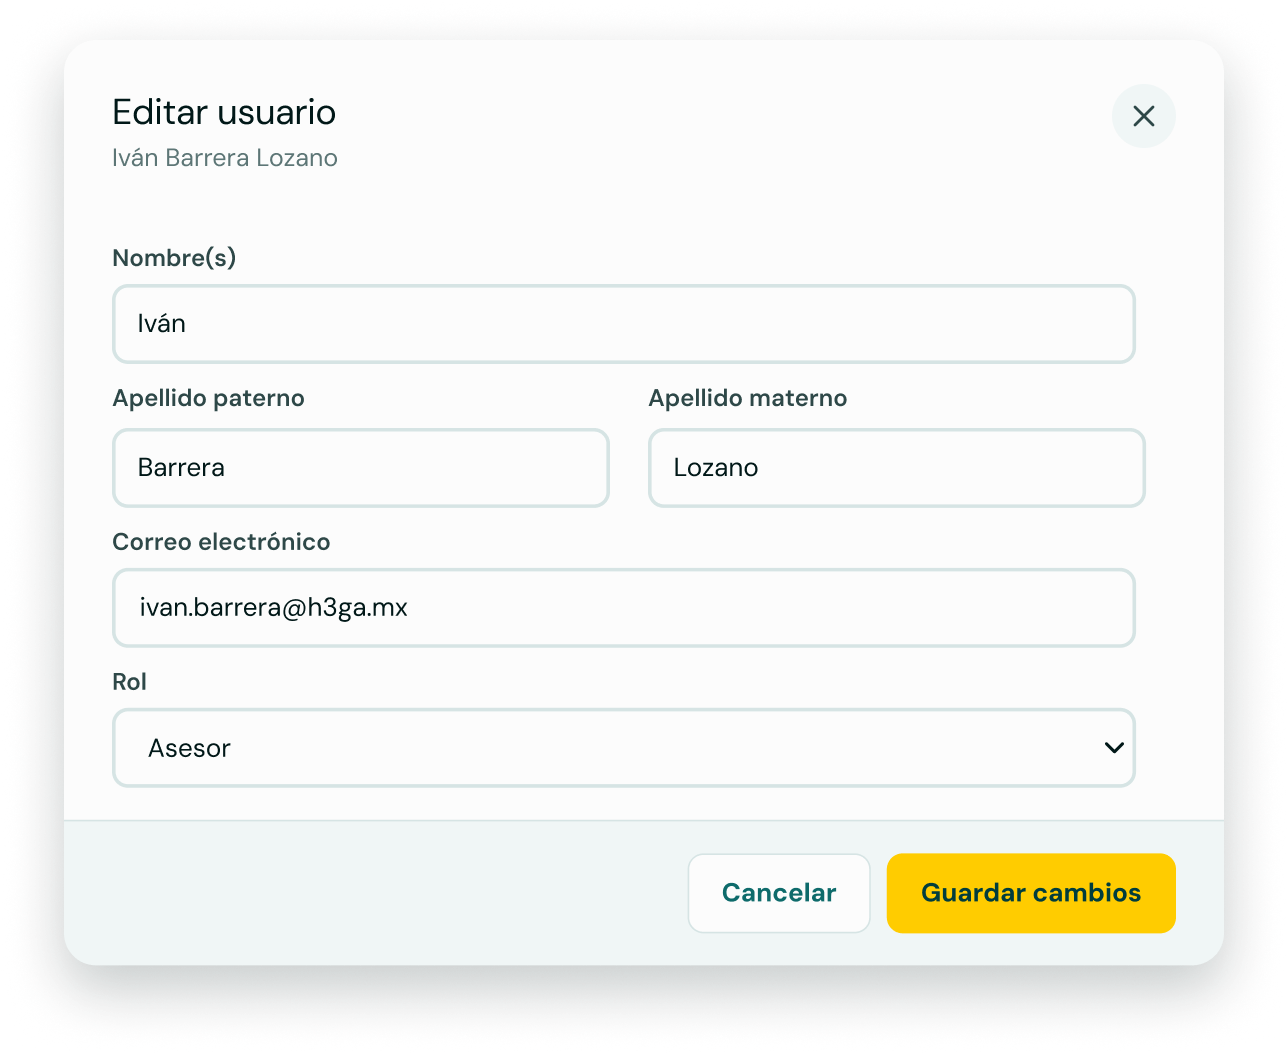 Editar usuario
Iván Barrera Lozano
Nombre(s)
Iván
Apellido paterno
Apellido materno
Barrera
Lozano
Correo electrónico
ivan.barrera@h3ga.mx
Rol
Asesor
Cancelar
Guardar cambios